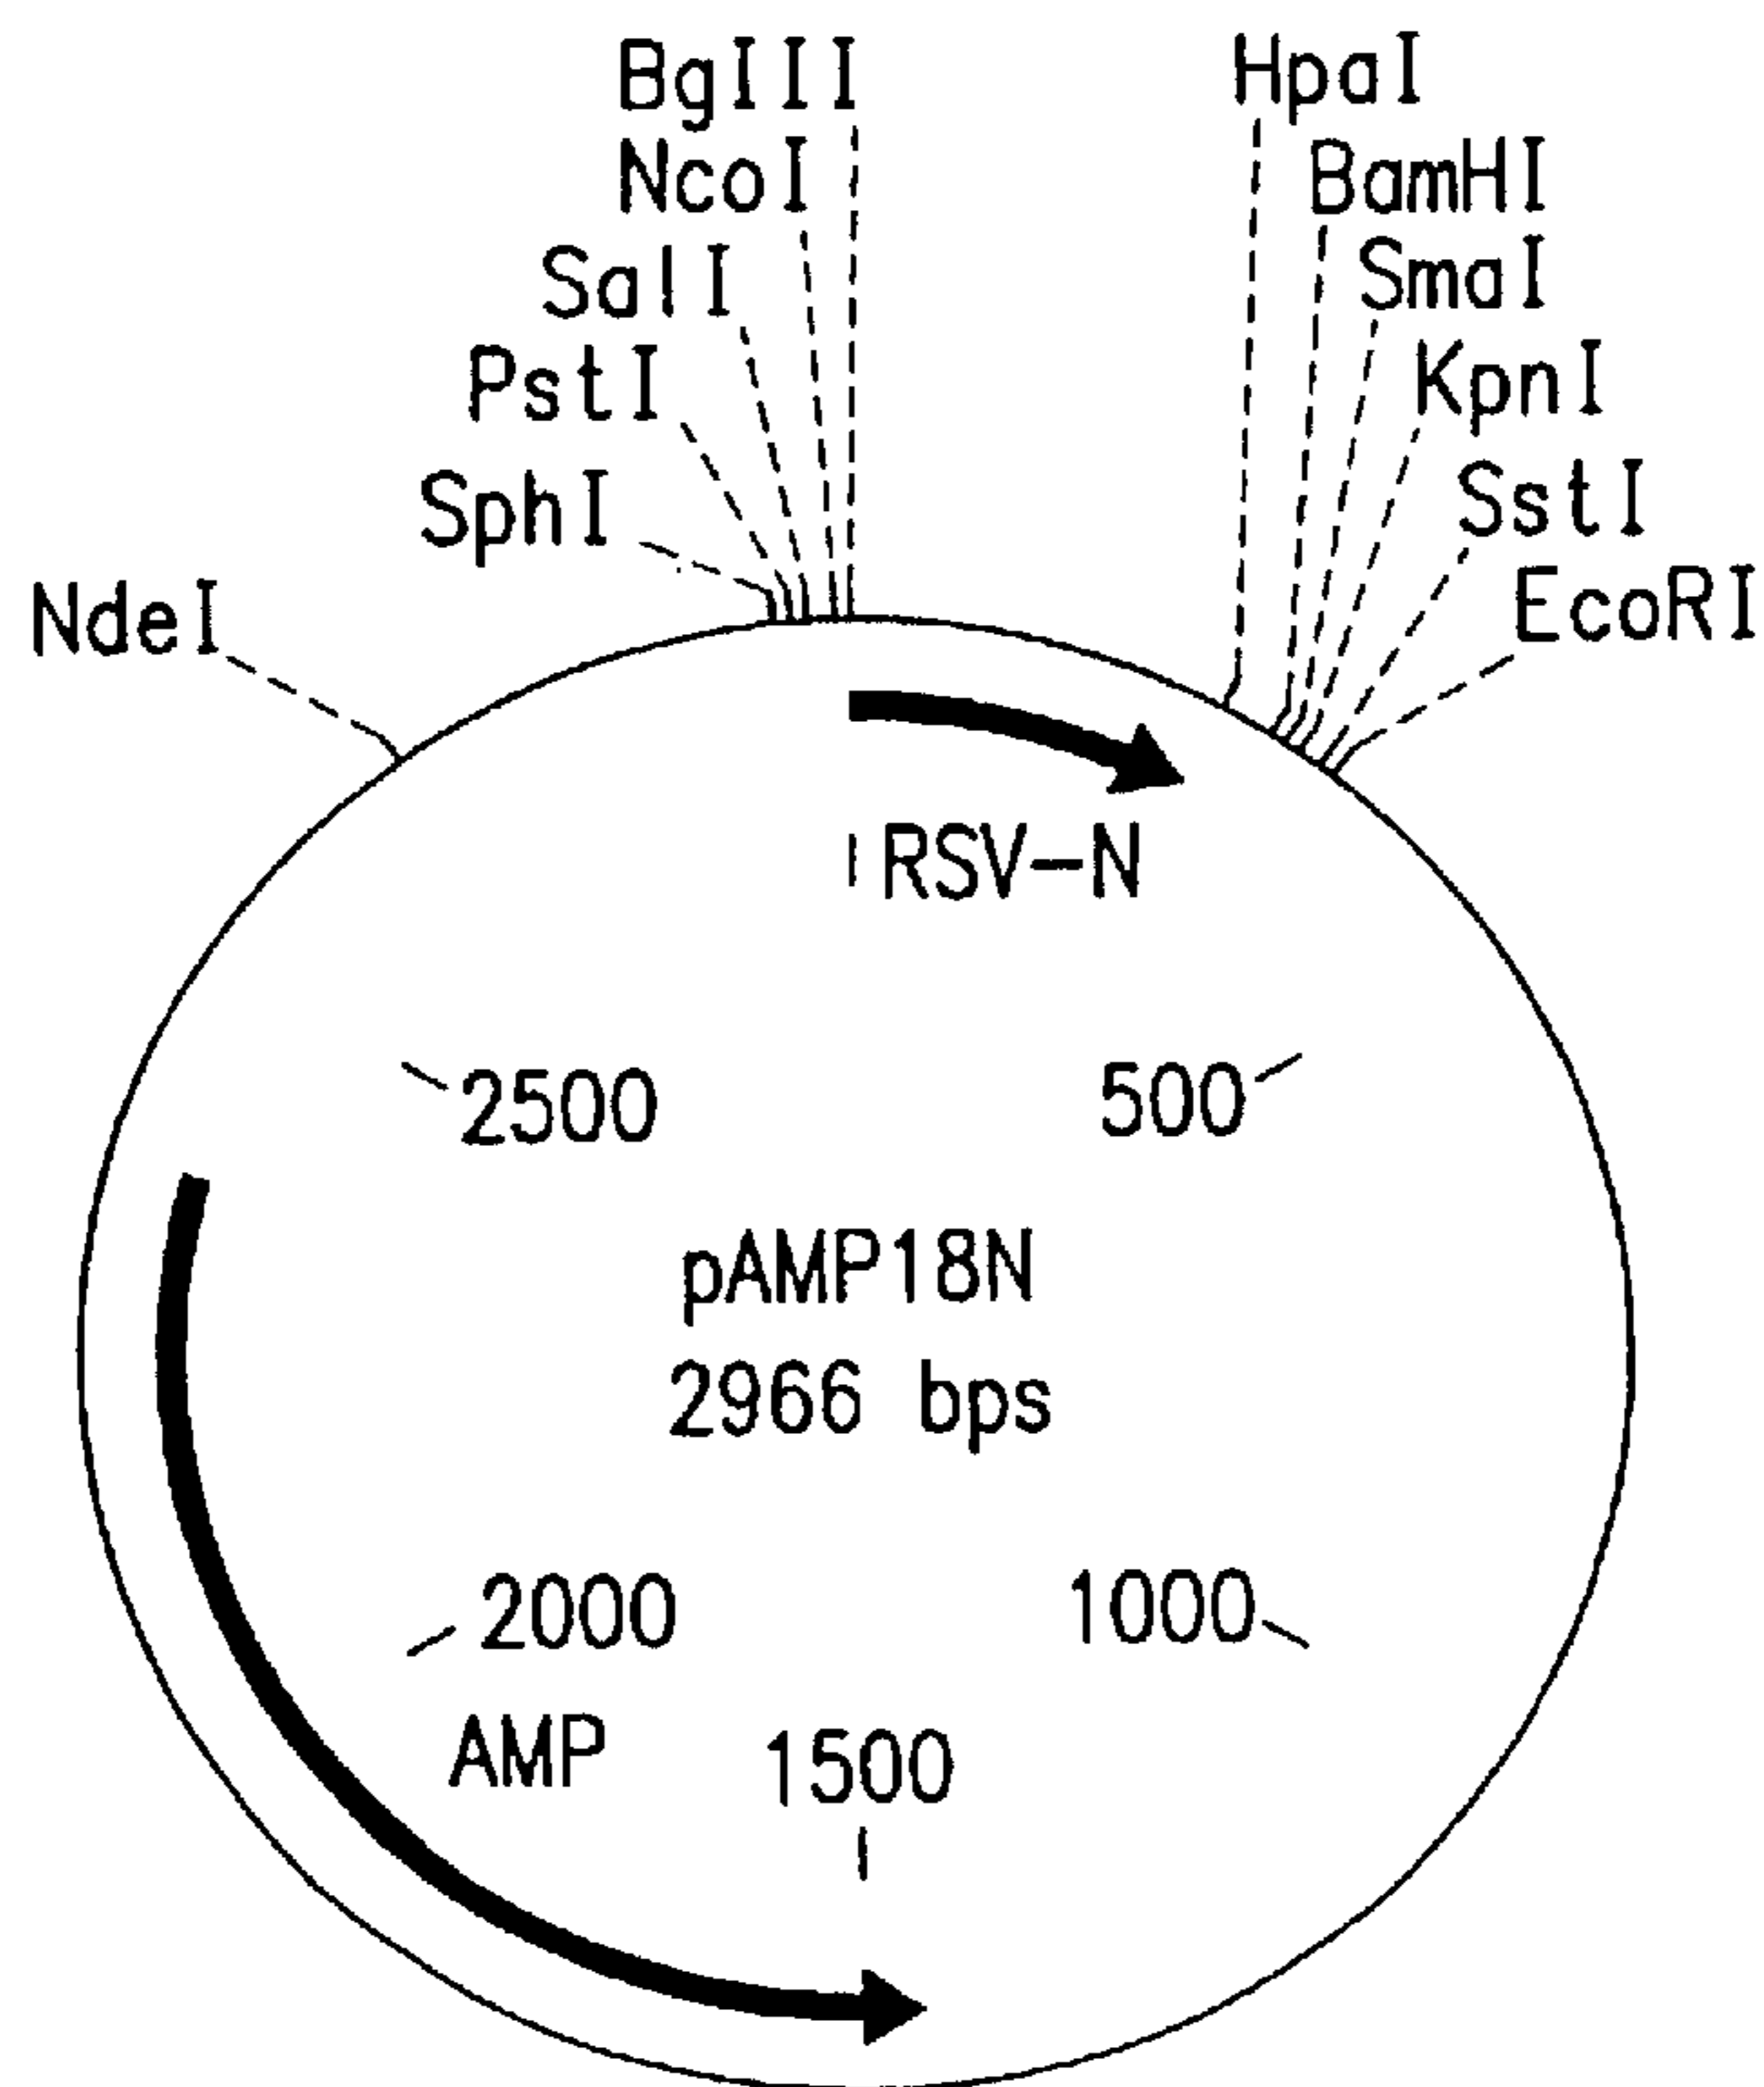 BglII
HpaI
NcoI
BamHI
SalI
SmaI
PstI
KpnI
SphI
SstI
NdeI
EcoRI
RSV-N
2500
500
pAMP18N
2966 bps
2000
1000
AMP
1500